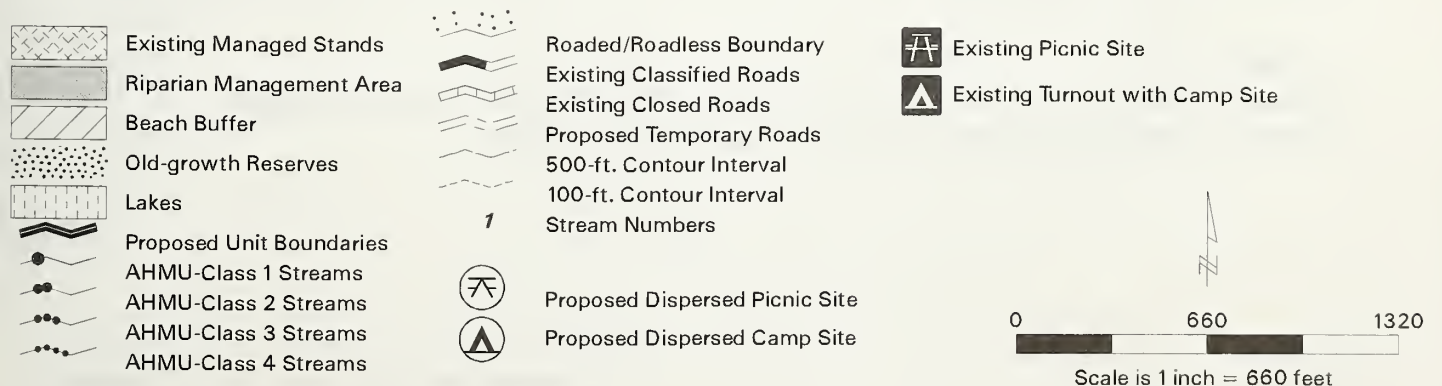 Existing Managed Stands
Riparian Management Area
Beach Buffer
Old-growth Reserves
Lakes
Proposed Unit Boundaries
AHMU-Class 1 Streams
AHMU-Class 2 Streams
AHMU-Class 3 Streams
AHMU-Class 4 Streams
Roaded/Roadless Boundary
Existing Classified Roads
Existing Closed Roads
Proposed Temporary Roads
500-ft. Contour Interval
100-ft. Contour Interval
1 Stream Numbers
Proposed Dispersed Picnic Site
Proposed Dispersed Camp Site
Existing Picnic Site
Existing Turnout with Camp Site
N
0 660 1320
Scale is 1 inch = 660 feet